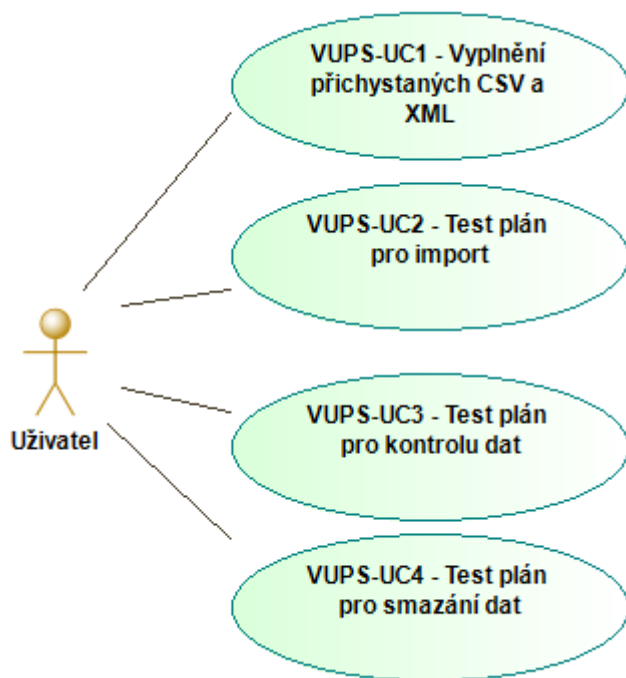 VUPS-UC1 - Vyplnění
přichystaných CSV a
XML
VUPS-UC2 - Test plán
pro import
VUPS-UC3 - Test plán
pro kontrolu dat
Uživatel
VUPS-UC4 - Test plán
pro smazání dat